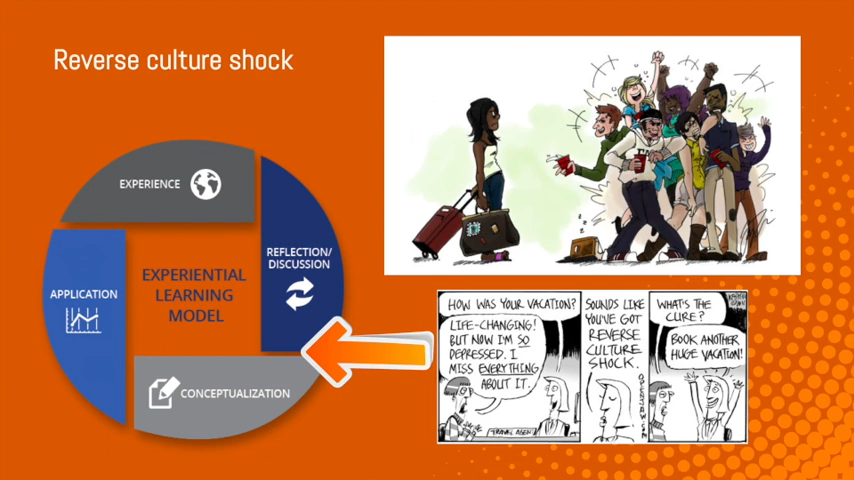 Reverse culture shock
EXPERIENCE
REFLECTION/
DISCUSSION
EXPERIENTIAL
LEARNING
MODEL
APPLICATION
CONCEPTUALIZATION
z
z
z
HOW WAS YOUR VACATION?
LIFE-CHANGING!
BUT NOW I'M SO
DEPRESSED. I
MISS EVERYTHING
ABOUT IT.
TRAVEL AGENT
SOUNDS LIKE
YOU'VE GOT
REVERSE
CULTURE
SHOCK.
WHAT'S THE
CURE?
BOOK ANOTHER
HUGE VACATION!